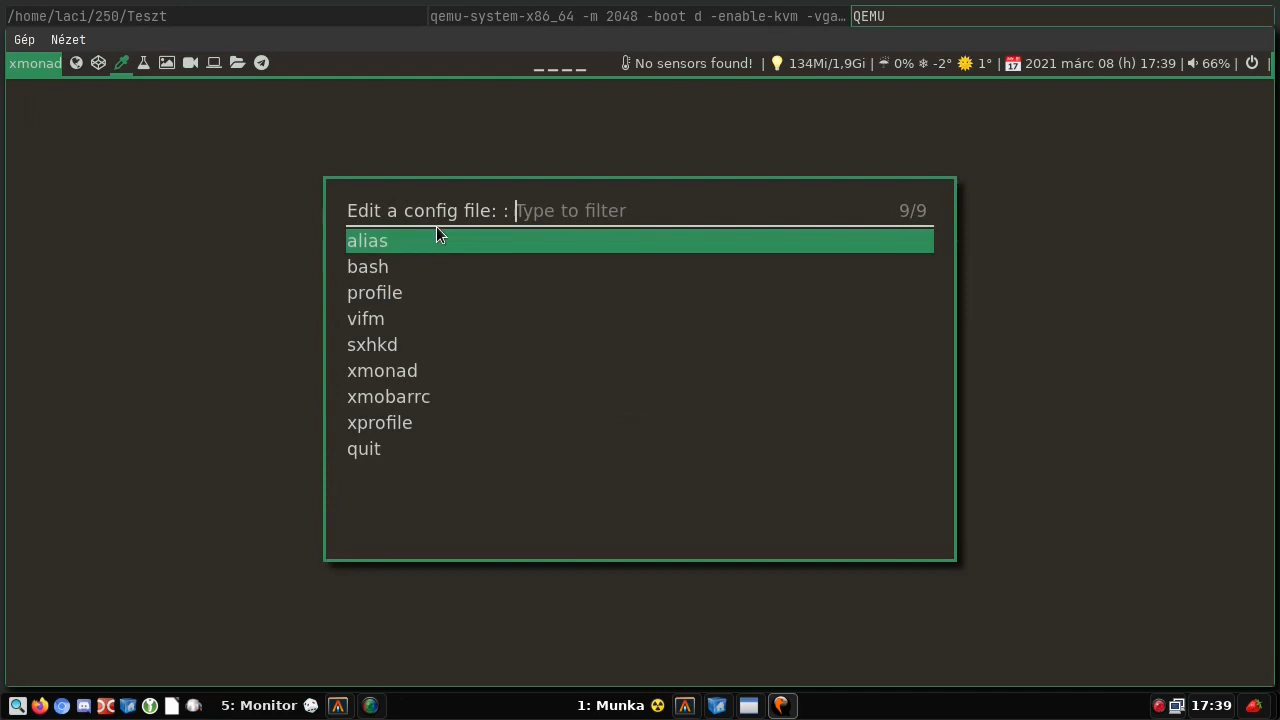 /home/laci/250/Teszt
qemu-system-x86_64 -m 2048 -boot d -enable-kvm -vga…
QEMU
Gép Nézet
xmonad
No sensors found! | 134Mi/1,9Gi | 0% -2° 1° | 2021 márc 08 (h) 17:39 | 66% | |
Edit a config file: : Type to filter 9/9
alias
bash
profile
vifm
sxhkd
xmonad
xmobarrc
xprofile
quit
5: Monitor 1: Munka 17:39